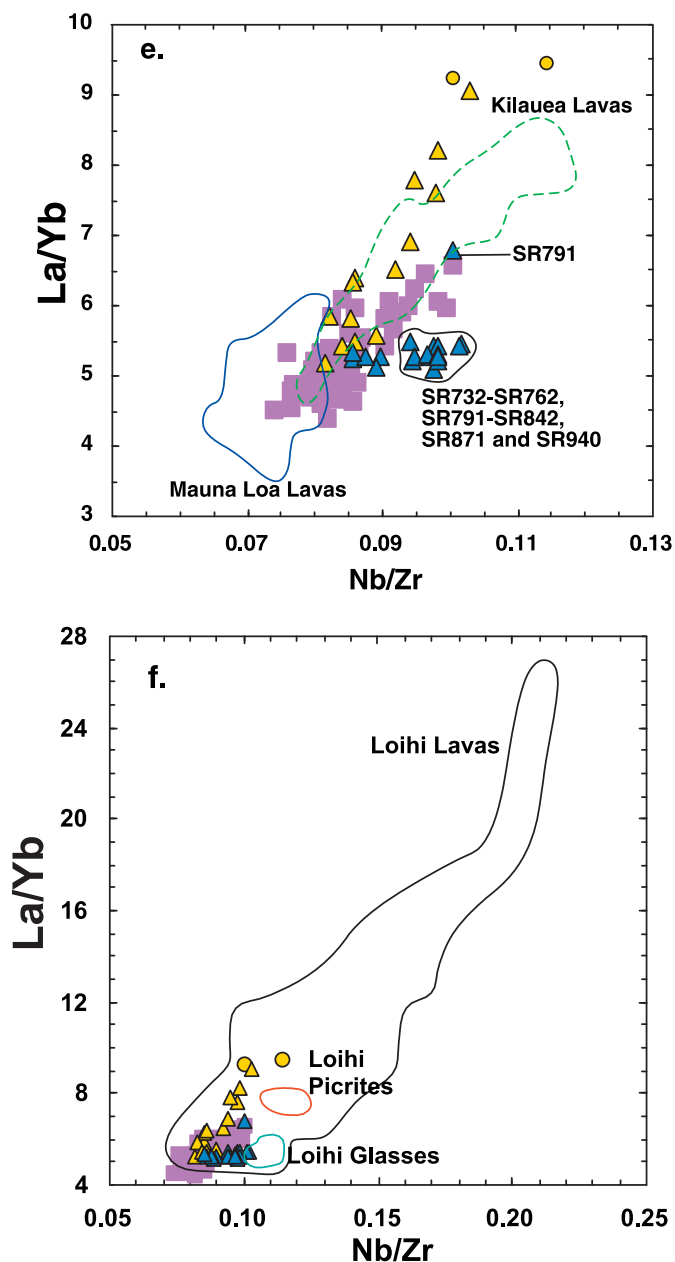 e.
10
9
8
7
6
5
4
3
La/Yb
Kilauea Lavas
SR791
SR732-SR762,
SR791-SR842,
SR871 and SR940
Mauna Loa Lavas
0.05
0.07
0.09
0.11
0.13
Nb/Zr
f.
28
24
20
16
12
8
4
La/Yb
Loihi Lavas
Loihi
Picrites
Loihi Glasses
0.05
0.10
0.15
0.20
0.25
Nb/Zr